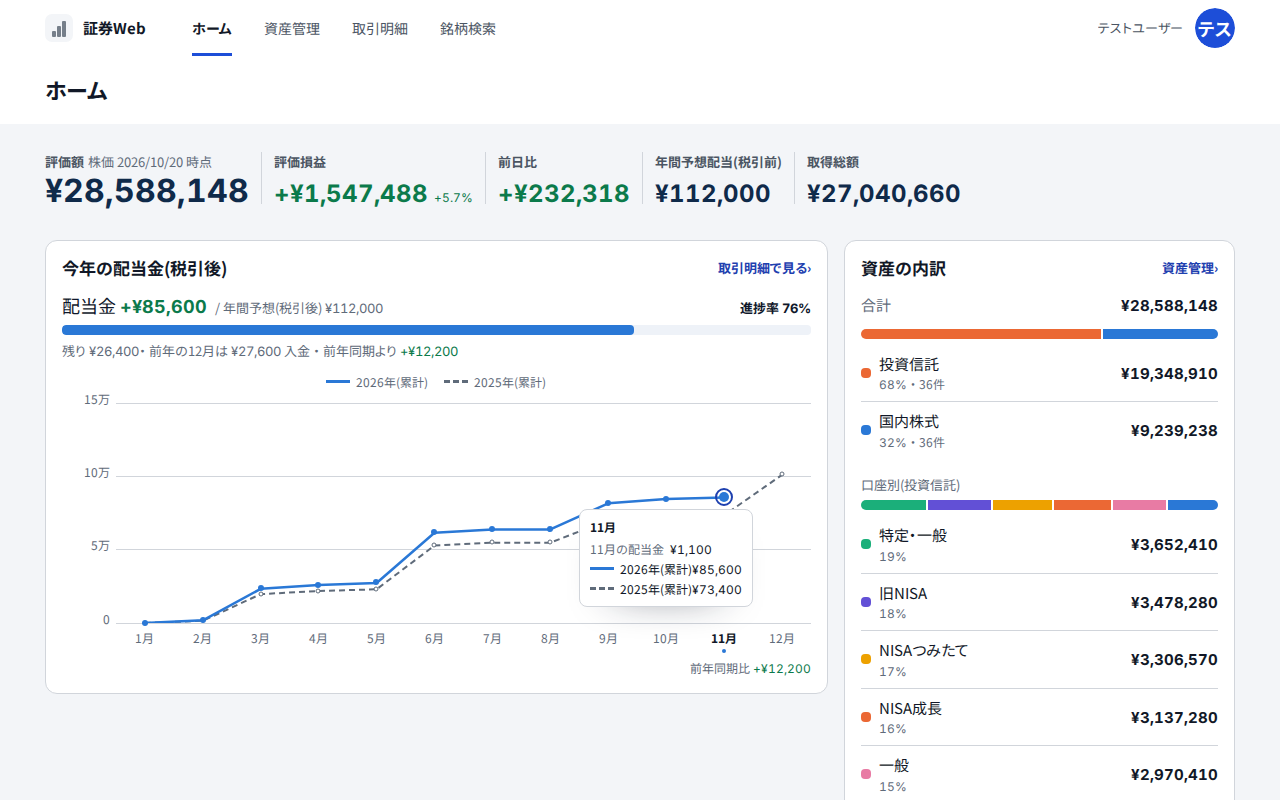 証券Web
ホーム
資産管理
取引明細
銘柄検索
テストユーザー
テス
ホーム
評価額 株価 2026/10/20 時点
¥28,588,148
評価損益
+¥1,547,488 +5.7%
前日比
+¥232,318
年間予想配当(税引前)
¥112,000
取得総額
¥27,040,660
今年の配当金(税引後)
取引明細で見る›
配当金 +¥85,600 / 年間予想(税引後) ¥112,000
進捗率 76%
残り ¥26,400・前年の12月は ¥27,600 入金・前年同期より +¥12,200
2026年(累計)
2025年(累計)
15万
10万
5万
0
11月
11月の配当金 ¥1,100
2026年(累計)¥85,600
2025年(累計)¥73,400
1月 2月 3月 4月 5月 6月 7月 8月 9月 10月 11月 12月
前年同期比 +¥12,200
資産の内訳
資産管理›
合計 ¥28,588,148
投資信託
68%・36件
¥19,348,910
国内株式
32%・36件
¥9,239,238
口座別(投資信託)
特定・一般
19%
¥3,652,410
旧NISA
18%
¥3,478,280
NISAつみたて
17%
¥3,306,570
NISA成長
16%
¥3,137,280
一般
15%
¥2,970,410